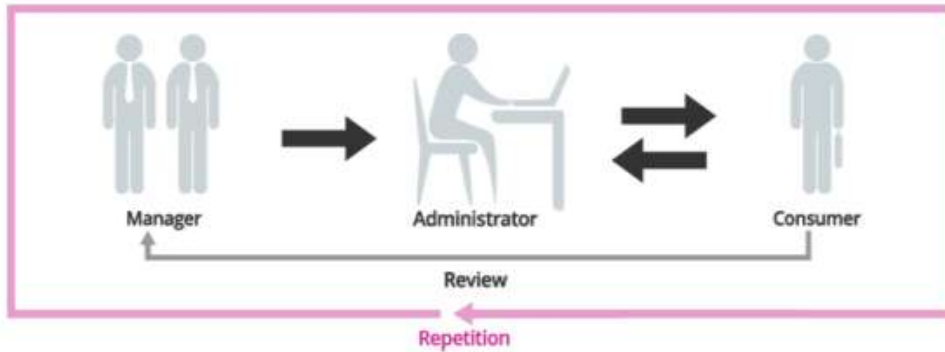 Manager
Administrator
Consumer
Review
Repetition